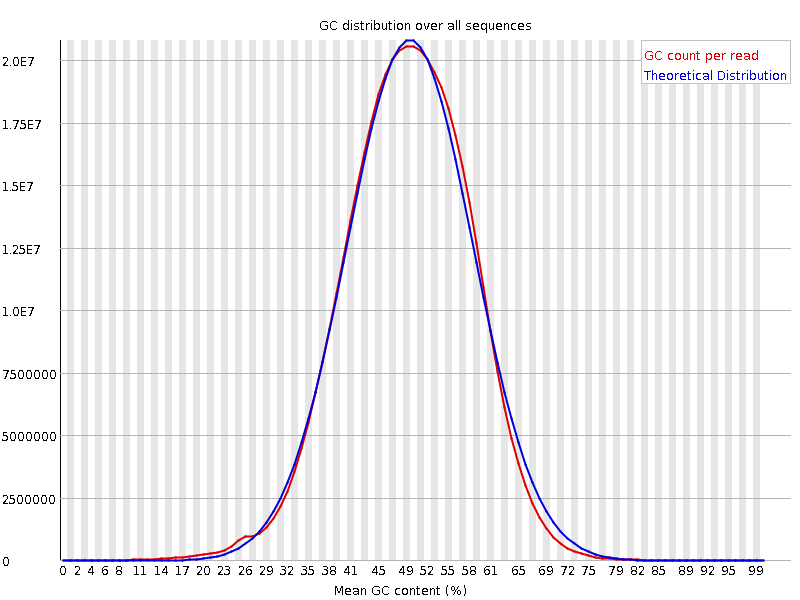 GC distribution over all sequences
GC count per read
Theoretical Distribution
2.0E7
1.75E7
1.5E7
1.25E7
1.0E7
7500000
5000000
2500000
0
0 2 4 6 8 11 14 17 20 23 26 29 32 35 38 41 45 49 52 55 58 61 65 69 72 75 79 82 85 89 92 95 99
Mean GC content (%)